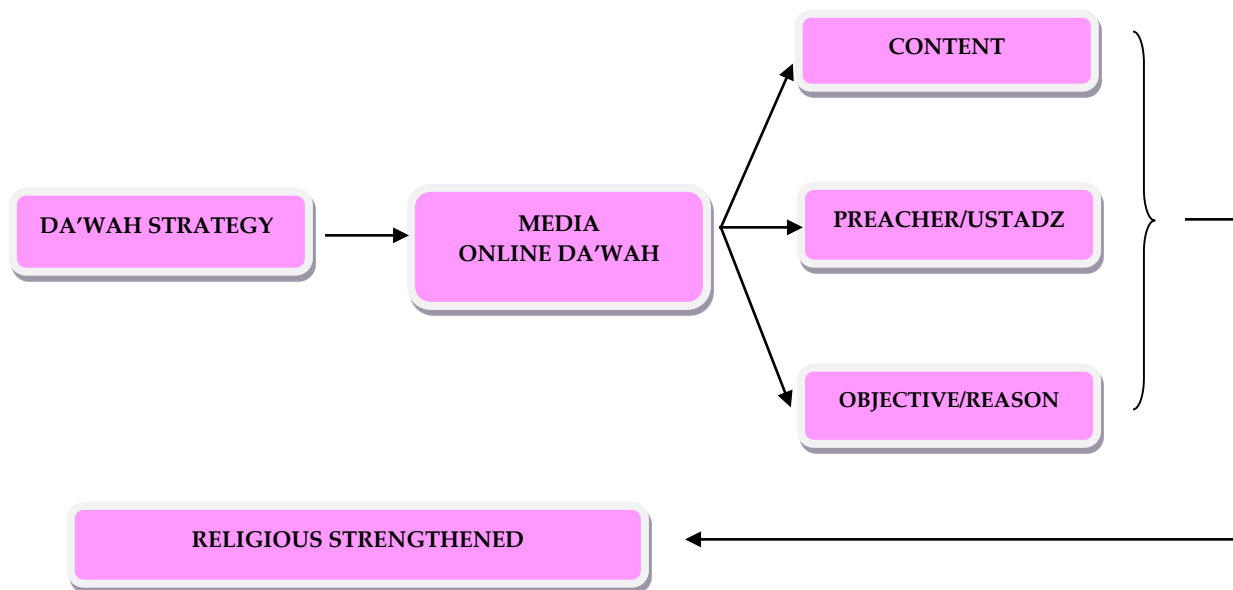 CONTENT
DA’WAH STRATEGY
MEDIA
ONLINE DA’WAH
PREACHER/USTADZ
OBJECTIVE/REASON
RELIGIOUS STRENGTHENED